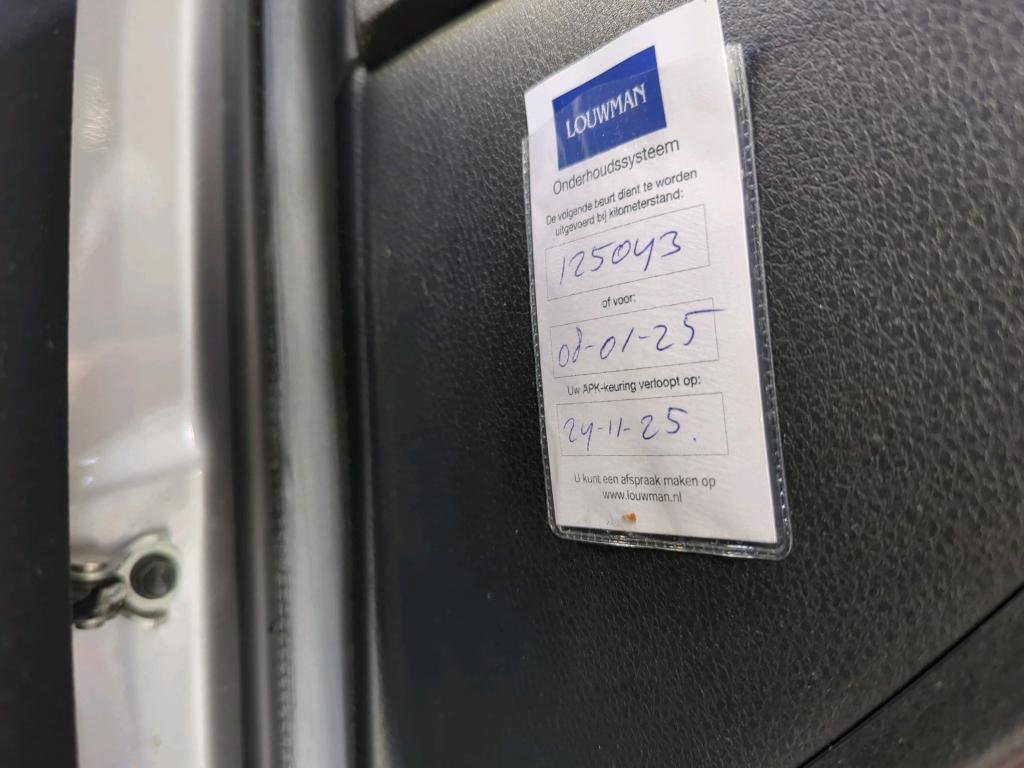 LOUWMAN
Onderhoudssysteem
De volgende beurt dient te worden
uitgevoerd bij kilometerstand:
125043
of voor:
08-01-25
Uw APK-keuring verloopt op:
24-11-25.
U kunt een afspraak maken op
www.louwman.nl